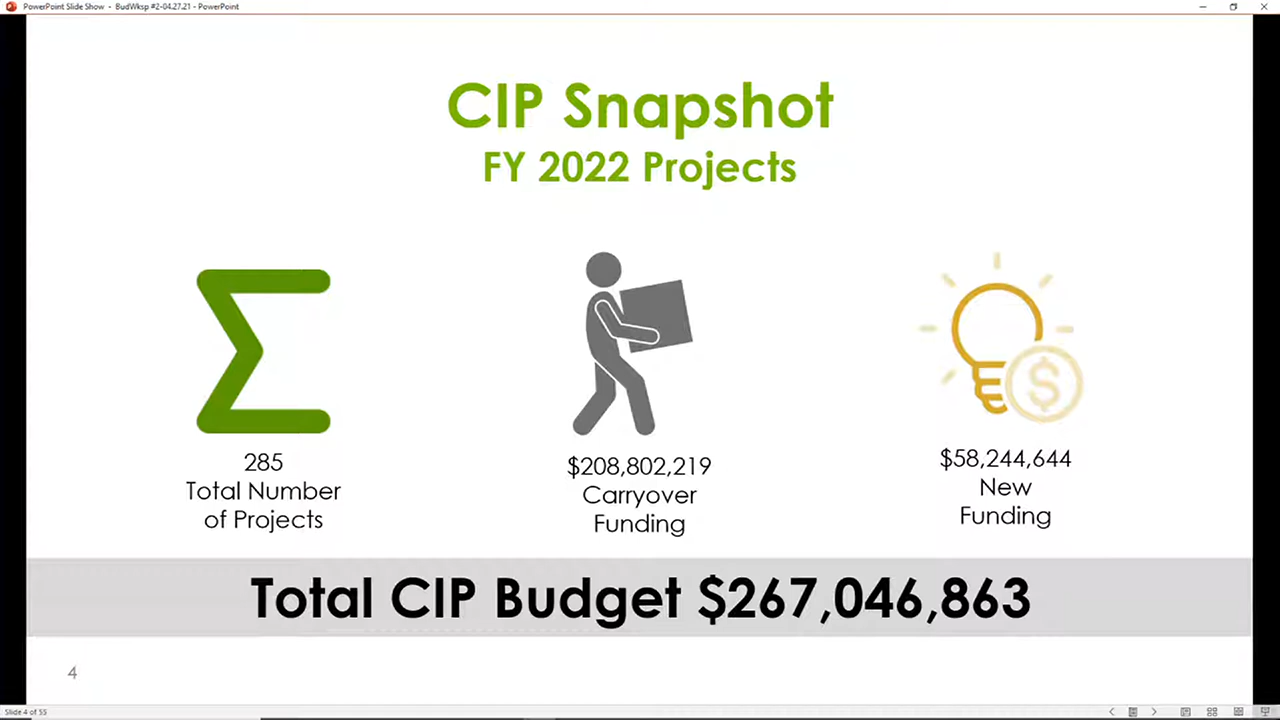 PowerPoint Slide Show - BudWksp #2-04.27.21 - PowerPoint
CIP Snapshot
FY 2022 Projects
285
Total Number
of Projects
$208,802,219
Carryover
Funding
$58,244,644
New
Funding
Total CIP Budget $267,046,863
4
Slide 4 of 55